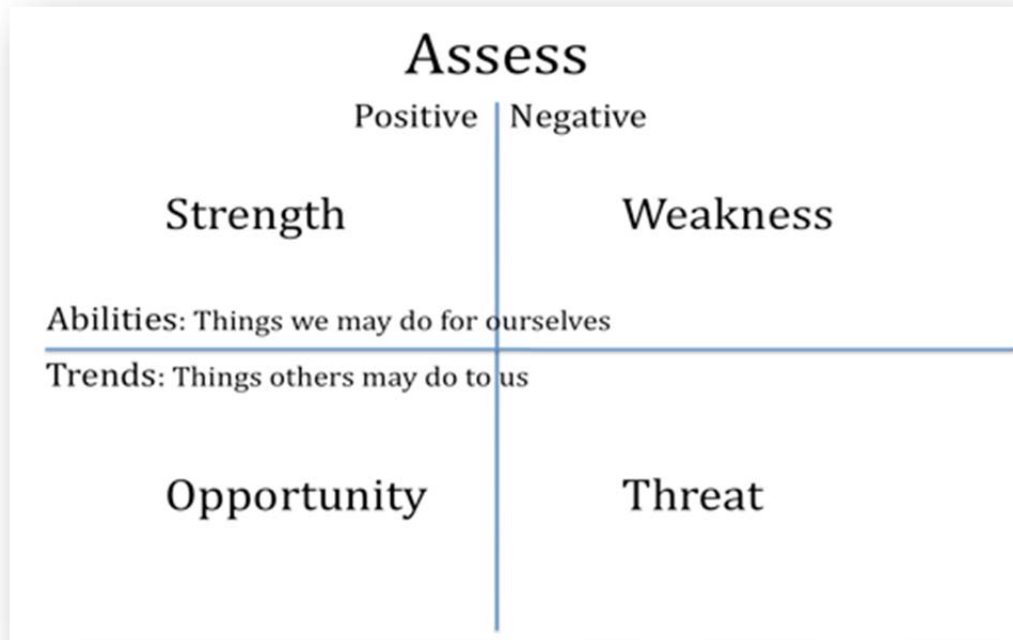 Assess
Positive Negative
Strength Weakness
Abilities: Things we may do for ourselves
Trends: Things others may do to us
Opportunity Threat